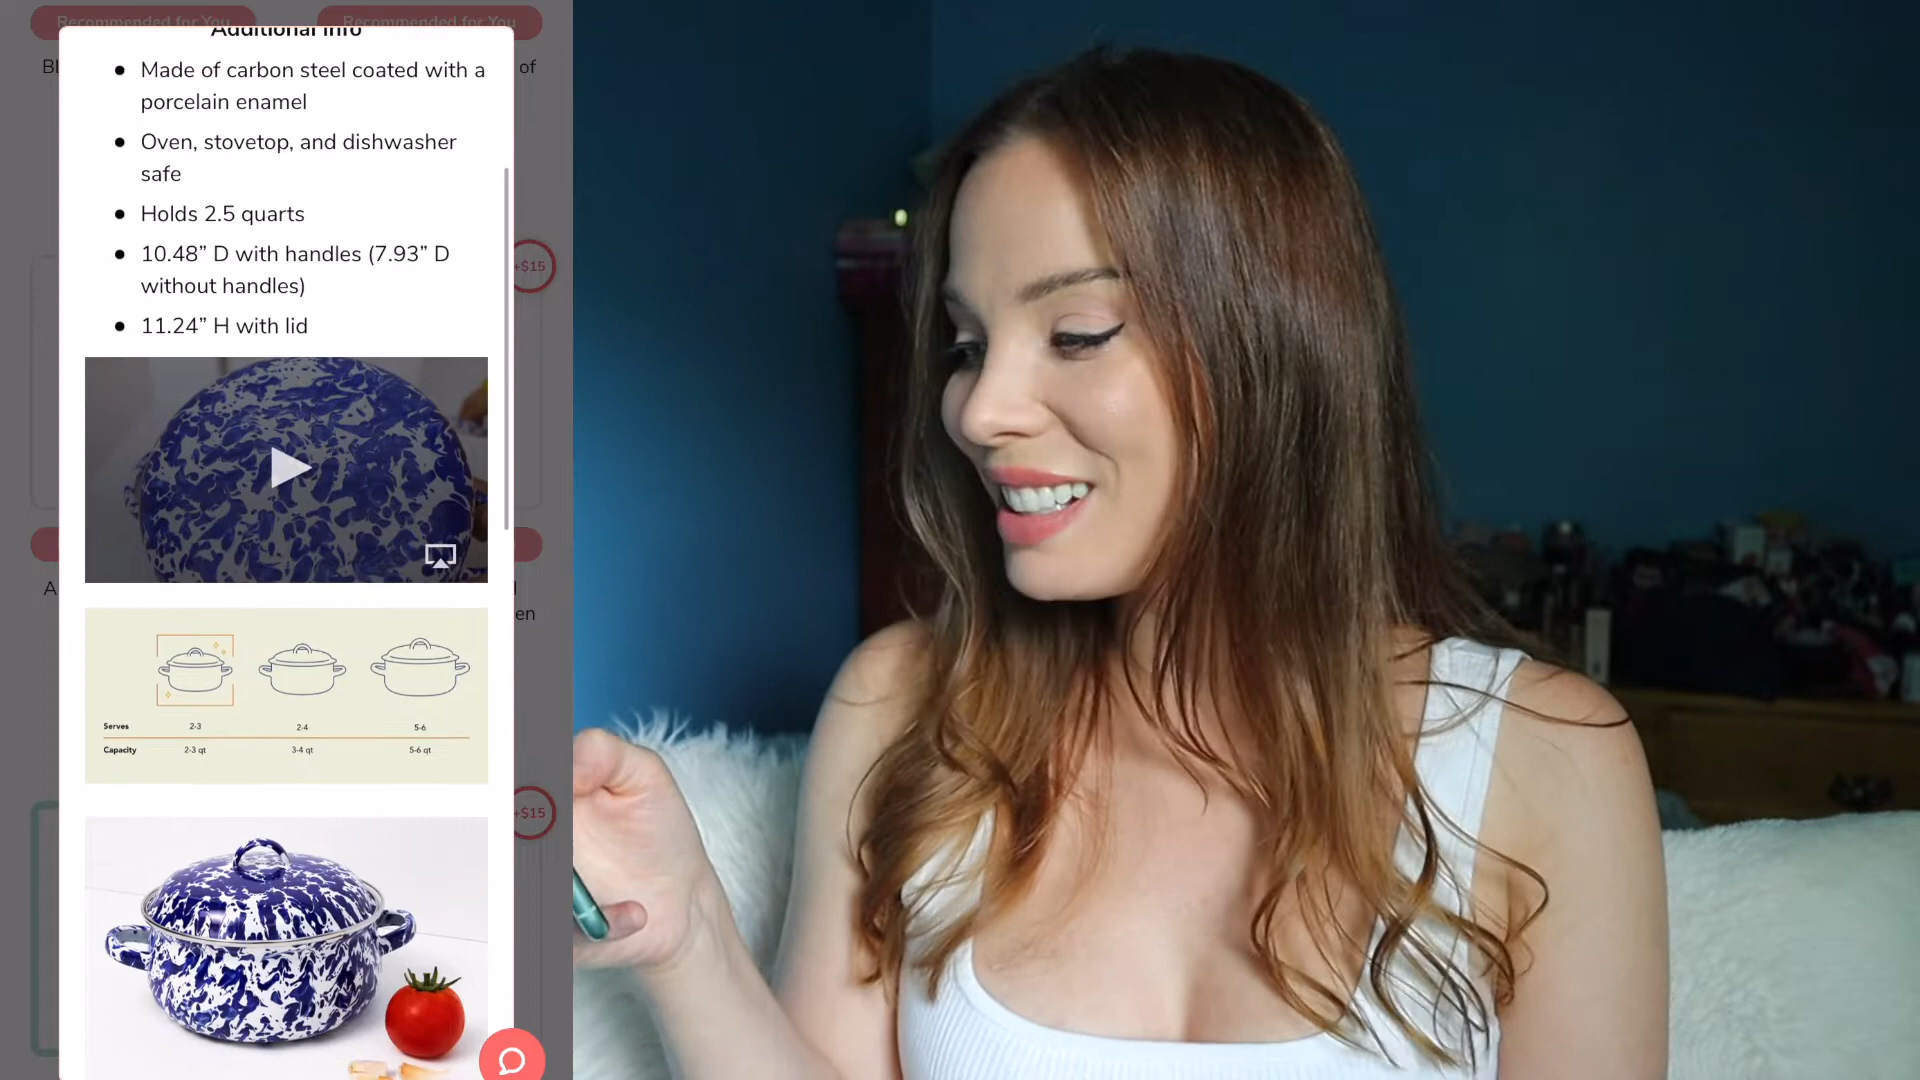 Recommended for You
Recommended for You
Additional Info
Bl
of
Made of carbon steel coated with a
porcelain enamel
Oven, stovetop, and dishwasher
safe
Holds 2.5 quarts
10.48” D with handles (7.93” D
without handles)
11.24” H with lid
+$15
A
en
Serves 2-3 2-4 5-6
Capacity 2-3 qt 3-4 qt 5-6 qt
+$15